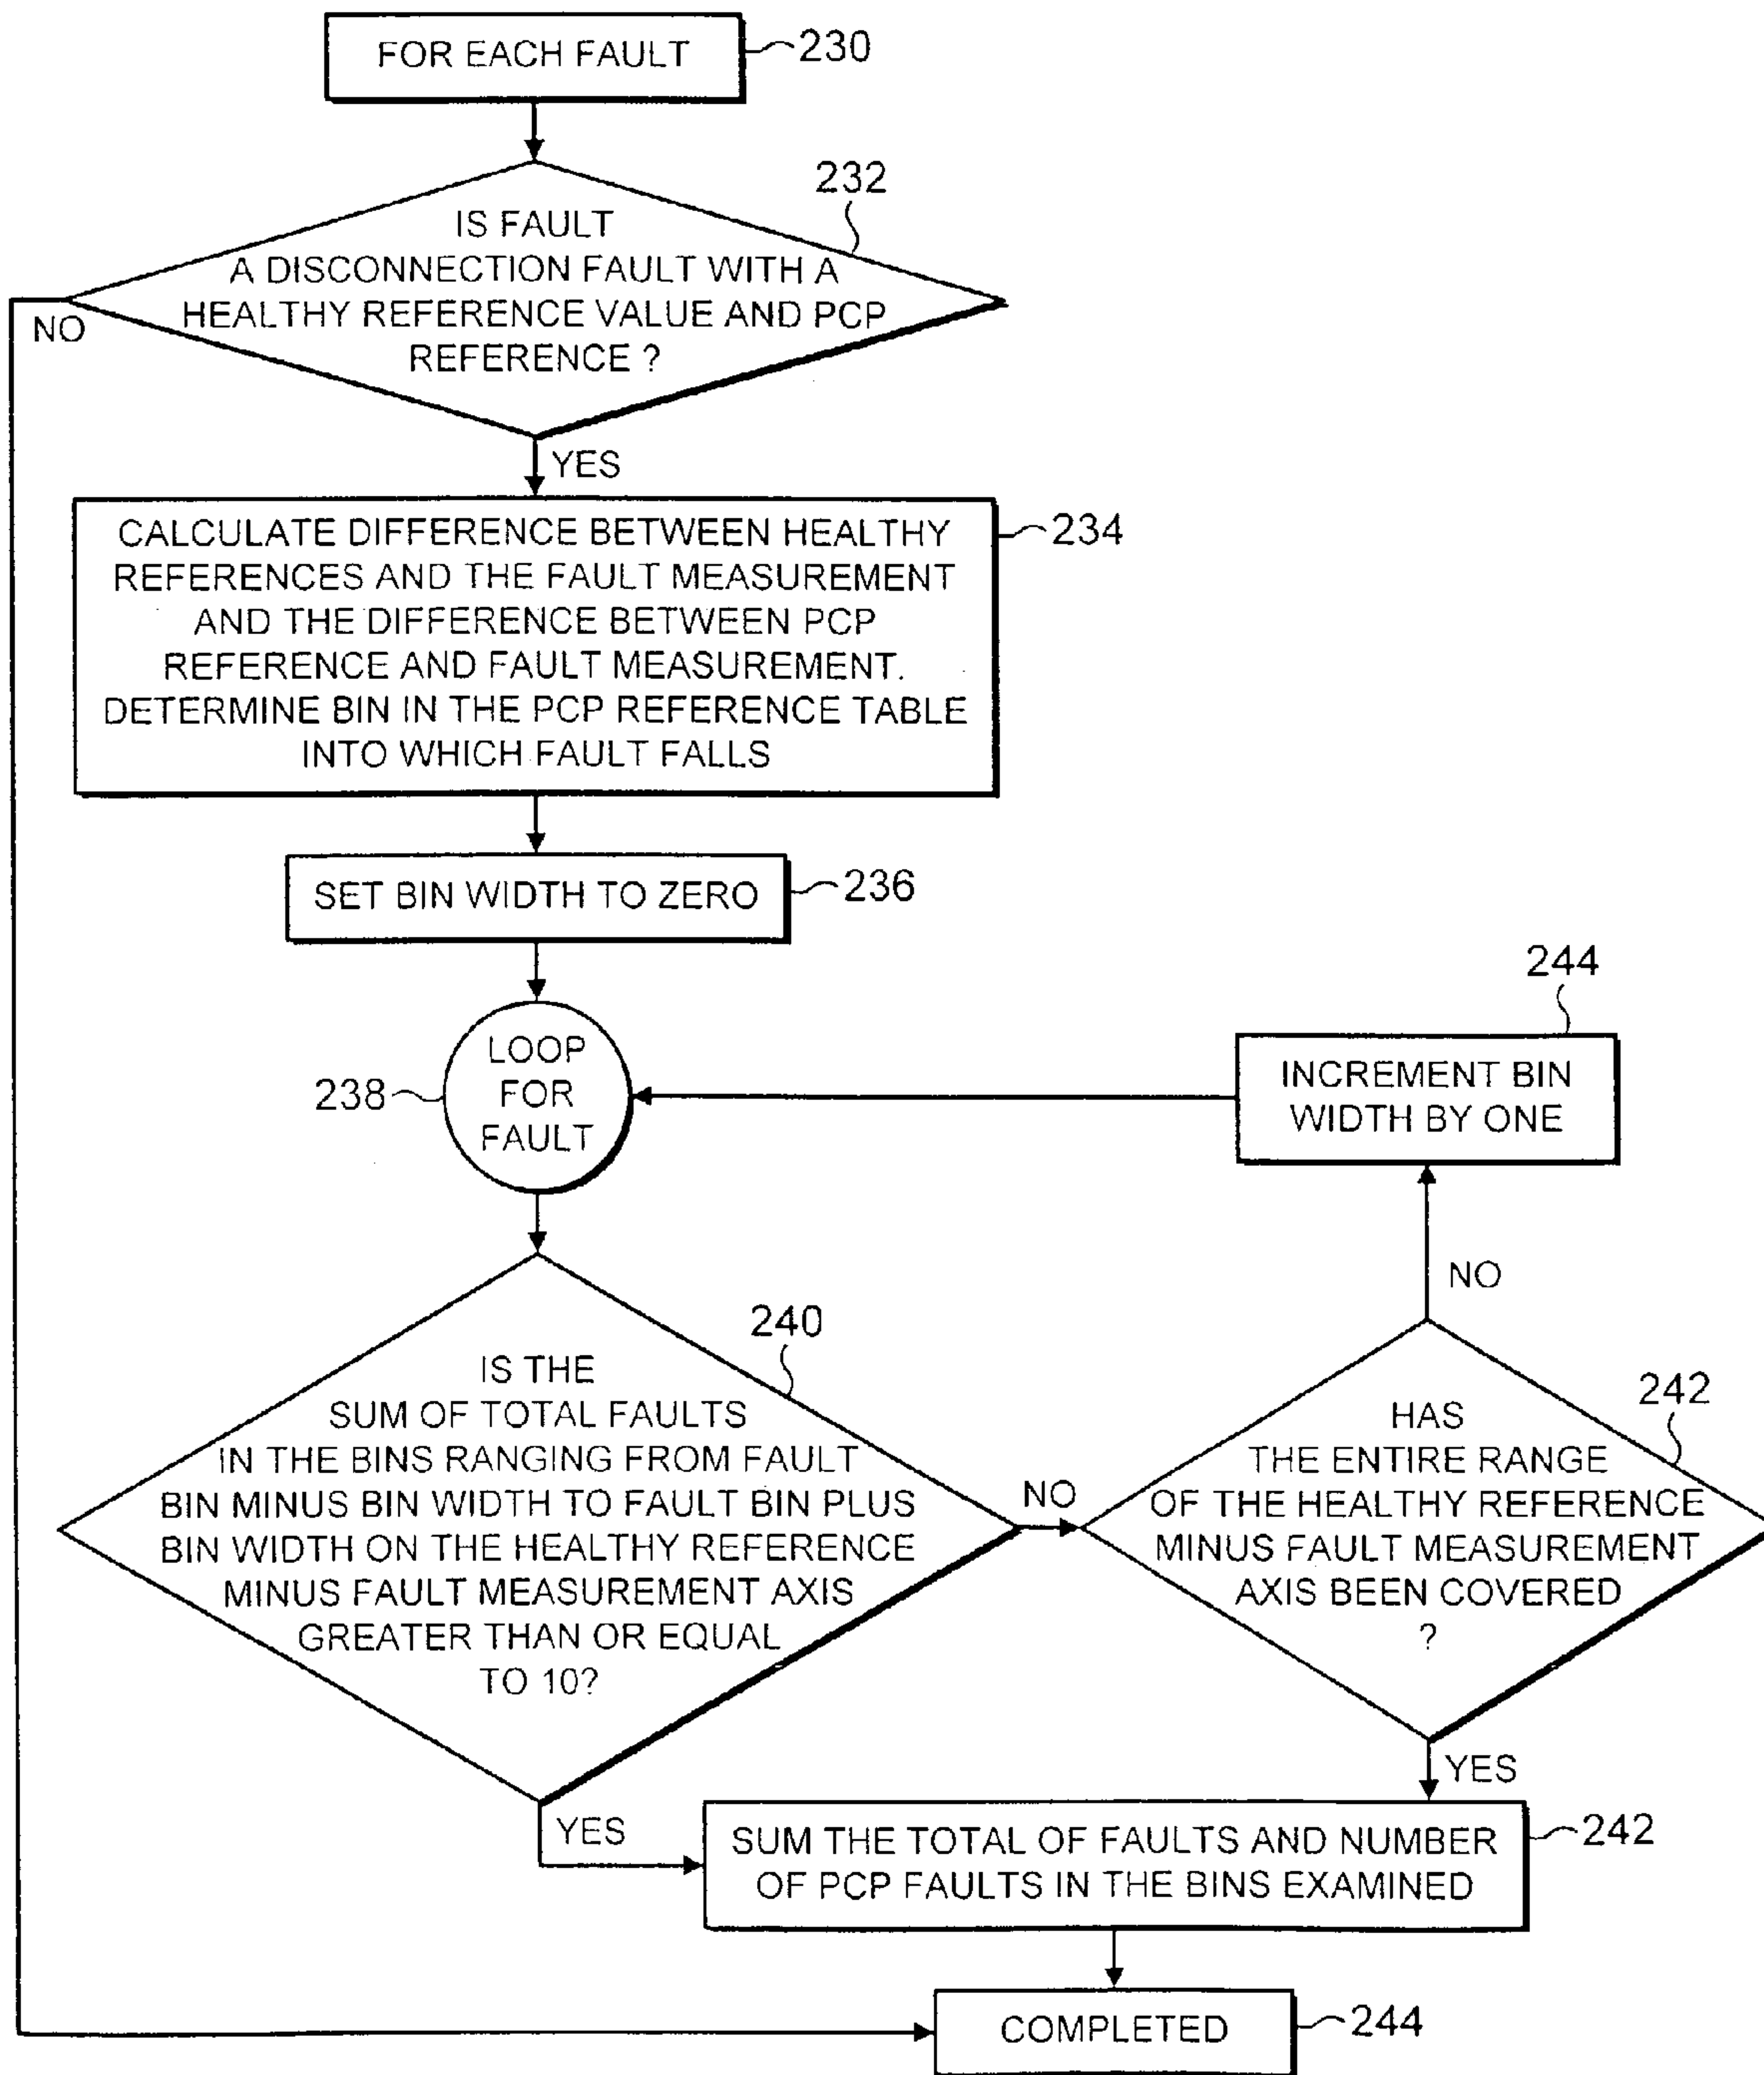 FOR EACH FAULT
230
232
IS FAULT
A DISCONNECTION FAULT WITH A
HEALTHY REFERENCE VALUE AND PCP
REFERENCE ?
NO
YES
CALCULATE DIFFERENCE BETWEEN HEALTHY
REFERENCES AND THE FAULT MEASUREMENT
AND THE DIFFERENCE BETWEEN PCP
REFERENCE AND FAULT MEASUREMENT.
DETERMINE BIN IN THE PCP REFERENCE TABLE
INTO WHICH FAULT FALLS
234
SET BIN WIDTH TO ZERO
236
LOOP
FOR
FAULT
238
244
INCREMENT BIN
WIDTH BY ONE
NO
240
IS THE
SUM OF TOTAL FAULTS
IN THE BINS RANGING FROM FAULT
BIN MINUS BIN WIDTH TO FAULT BIN PLUS
BIN WIDTH ON THE HEALTHY REFERENCE
MINUS FAULT MEASUREMENT AXIS
GREATER THAN OR EQUAL
TO 10?
NO
242
HAS
THE ENTIRE RANGE
OF THE HEALTHY REFERENCE
MINUS FAULT MEASUREMENT
AXIS BEEN COVERED
?
YES
YES
SUM THE TOTAL OF FAULTS AND NUMBER
OF PCP FAULTS IN THE BINS EXAMINED
242
COMPLETED
244